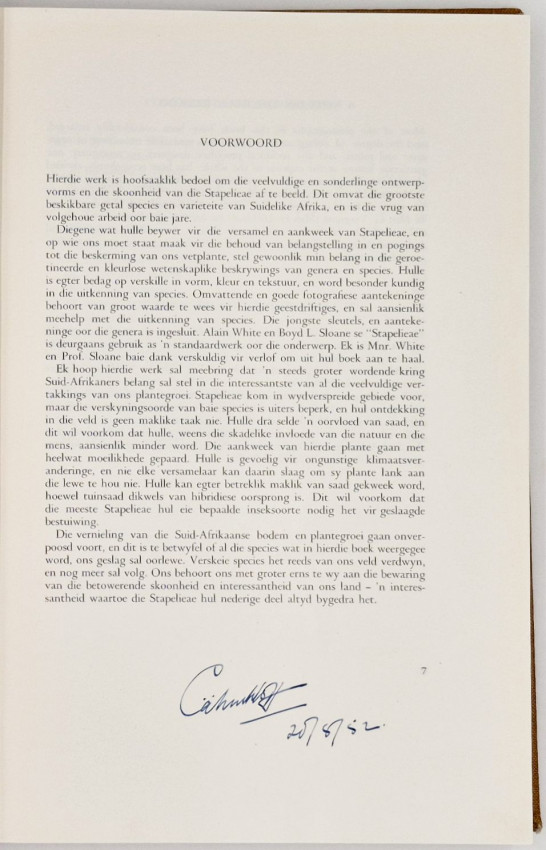 VOORWOORD
Hierdie werk is hoofsaaklik bedoel om die veelvuldige en sonderlinge ontwerp-
vorms en die skoonheid van die Stapelieae af te beeld. Dit omvat die grootste
beskikbare getal species en varieteite van Suidelike Afrika, en is die vrug van
volgehoue arbeid oor baie jare.
Diegene wat hulle beywer vir die versamel en aankweek van Stapelieae, en
op wie ons moet staat maak vir die behoud van belangstelling in en pogings
tot die beskerming van ons vetplante, stel gewoonlik min belang in die geroe-
tineerde en kleurlose wetenskaplike beskrywings van genera en species. Hulle
is egter bedag op verskille in vorm, kleur en tekstuur, en word besonder kundig
in die uitkenning van species. Omvattende en goede fotografiese aantekeninge
behoort van groot waarde te wees vir hierdie geestdriftiges, en sal aansienlik
meehelp met die uitkenning van species. Die jongste sleutels, en aanteke-
ninge oor die genera is ingesluit. Alain White en Boyd L. Sloane se “Stapelieae”
is deurgaans gebruik as 'n standaardwerk oor die onderwerp. Ek is Mnr. White
en Prof. Sloane baie dank verskuldig vir verlof om uit hul boek aan te haal.
Ek hoop hierdie werk sal meebring dat 'n steeds groter wordende kring
Suid-Afrikaners belang sal stel in die interessantste van al die veelvuldige ver-
takkings van ons plantegroei. Stapelieae kom in wydverspreide gebiede voor,
maar die verskyningsoorde van baie species is uiters beperk, en hul ontdekking
in die veld is geen maklike taak nie. Hulle dra selde 'n oorvloed van saad, en
dit wil voorkom dat hulle, weens die skadelike invloede van die natuur en die
mens, aansienlik minder word. Die aankweek van hierdie plante gaan met
heelwat moeilikhede gepaard. Hulle is gevoelig vir ongunstige klimaatsver-
anderinge, en nie elke versamelaar kan daarin slaag om sy plante lank aan
die lewe te hou nie. Hulle kan egter betreklik maklik van saad gekweek word,
hoewel tuinsaad dikwels van hibridiese oorsprong is. Dit wil voorkom dat
die meeste Stapelieae hul eie bepaalde inseksoorte nodig het vir geslaagde
bestuiwing.
Die vernieling van die Suid-Afrikaanse bodem en plantegroei gaan onver-
poosd voort, en dit is te betwyfel of al die species wat in hierdie boek weergegee
word, ons geslag sal oorlewe. Verskeie species het reeds van ons veld verdwyn,
en nog meer sal volg. Ons behoort ons met groter erns te wy aan die bewaring
van die betowerende skoonheid en interessantheid van ons land – 'n interes-
santheid waartoe die Stapelieae hul nederige deel altyd bygedra het.
7